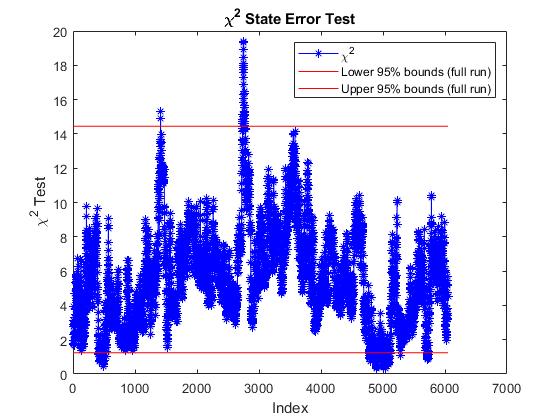 χ² State Error Test
20
18
16
14
12
10
8
6
4
2
0
χ² Test
χ²
Lower 95% bounds (full run)
Upper 95% bounds (full run)
0 1000 2000 3000 4000 5000 6000 7000
Index